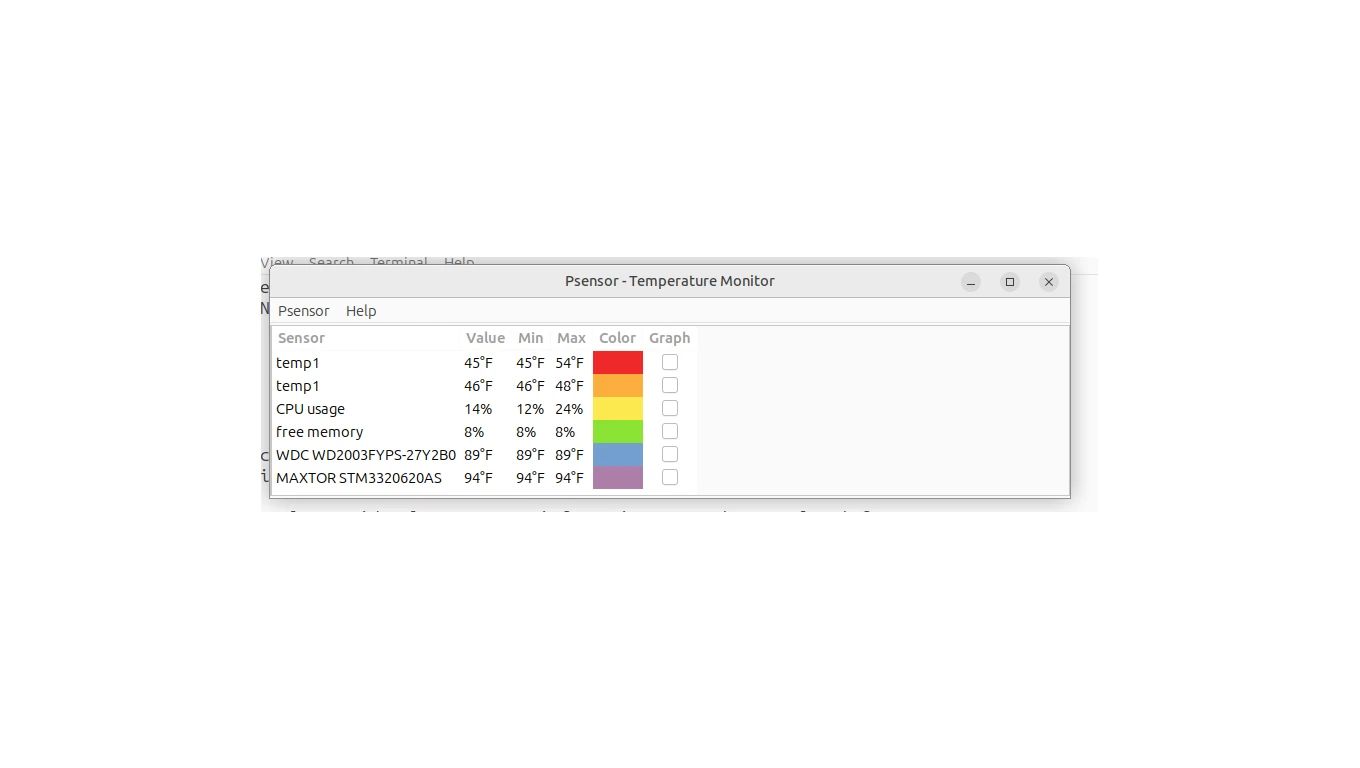 View Search Terminal Help
Psensor - Temperature Monitor
Psensor Help
Sensor Value Min Max Color Graph
temp1 45°F 45°F 54°F
temp1 46°F 46°F 48°F
CPU usage 14% 12% 24%
free memory 8% 8% 8%
WDC WD2003FYPS-27Y2B0 89°F 89°F 89°F
MAXTOR STM3320620AS 94°F 94°F 94°F